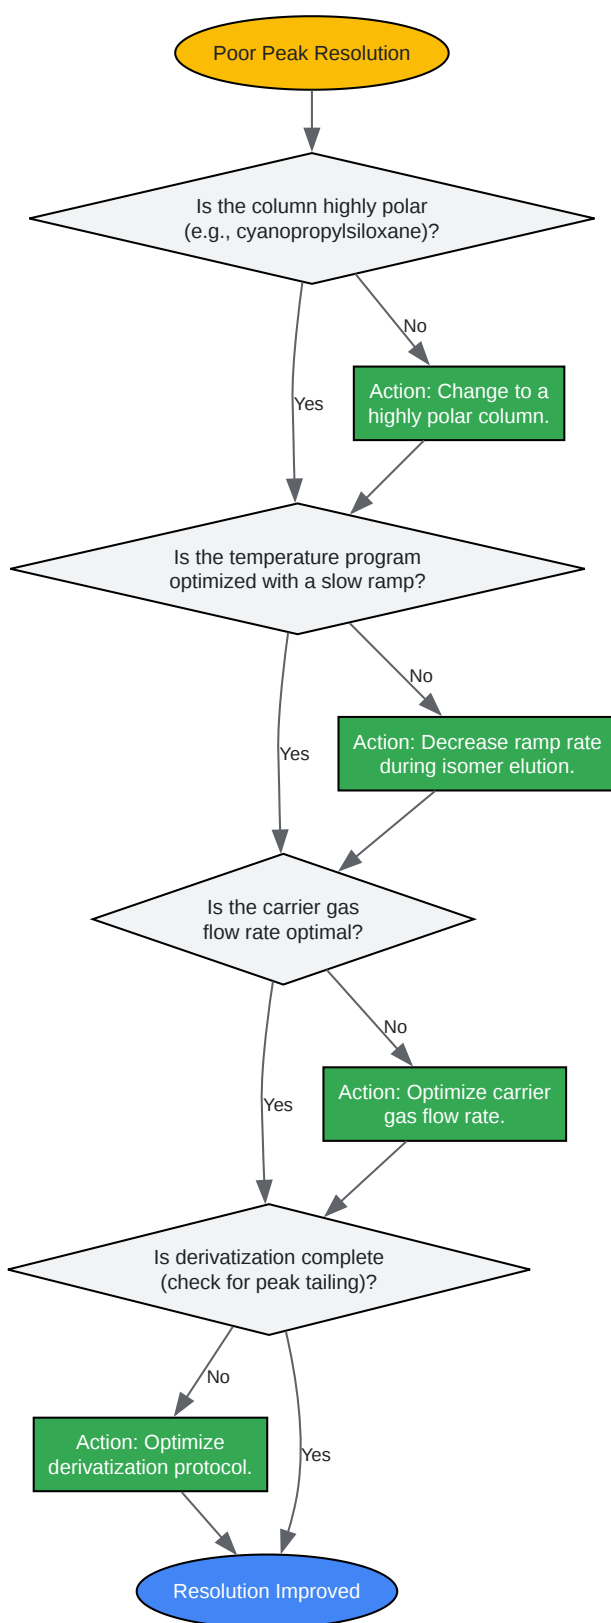 Poor Peak Resolution
Is the column highly polar
(e.g., cyanopropylsiloxane)?
No
Yes
Action: Change to a
highly polar column.
Is the temperature program
optimized with a slow ramp?
No
Yes
Action: Decrease ramp rate
during isomer elution.
Is the carrier gas
flow rate optimal?
No
Yes
Action: Optimize carrier
gas flow rate.
Is derivatization complete
(check for peak tailing)?
No
Yes
Action: Optimize
derivatization protocol.
Resolution Improved